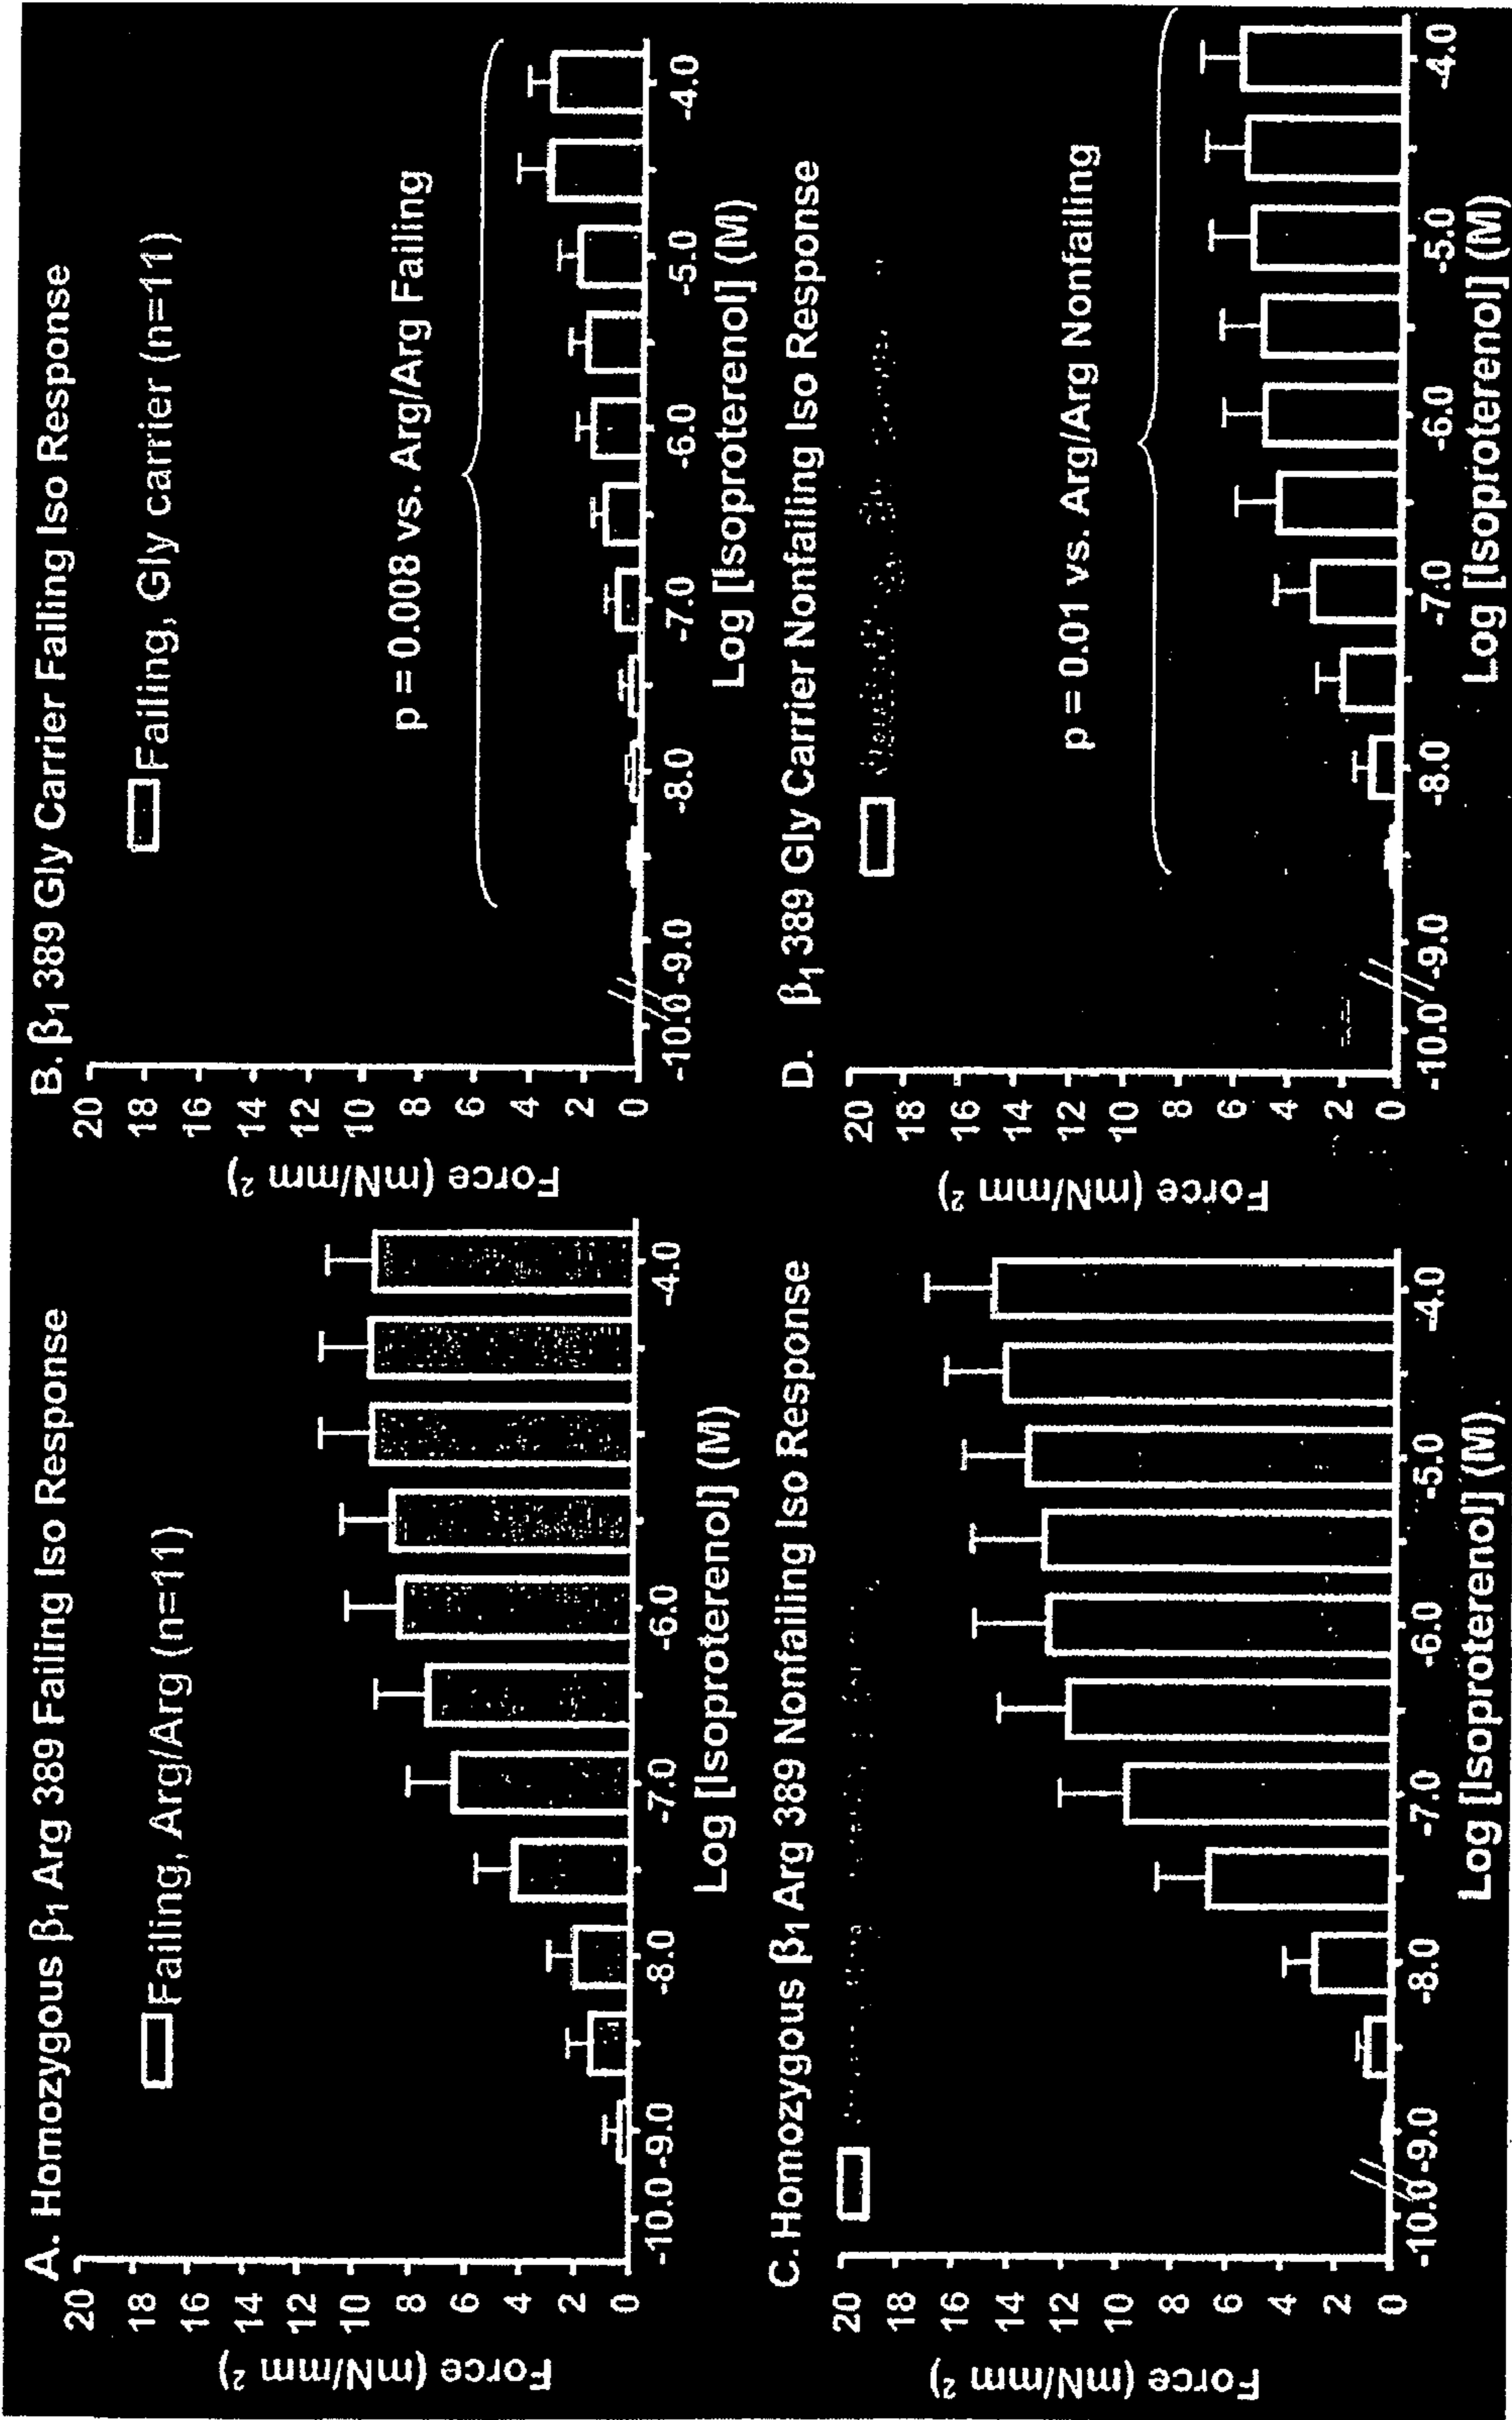 A. Homozygous β₁ Arg 389 Failing Iso Response
Failing, Arg/Arg (n=11)
Force (mN/mm ²)
20
18
16
14
12
10
8
6
4
2
0
-10.0 -9.0 -8.0 -7.0 -6.0 -4.0
Log [Isoproterenol] (M)
B. β₁ 389 Gly Carrier Failing Iso Response
Failing, Gly carrier (n=11)
p = 0.008 vs. Arg/Arg Failing
Force (mN/mm ²)
20
18
16
14
12
10
8
6
4
2
0
-10.0 -9.0 -8.0 -7.0 -6.0 -5.0 -4.0
Log [Isoproterenol] (M)
C. Homozygous β₁ Arg 389 Nonfailing Iso Response
Force (mN/mm ²)
20
18
16
14
12
10
8
6
4
2
0
-10.0 -9.0 -8.0 -7.0 -6.0 -5.0 -4.0
Log [Isoproterenol] (M)
D. β₁ 389 Gly Carrier Nonfailing Iso Response
p = 0.01 vs. Arg/Arg Nonfailing
Force (mN/mm ²)
20
18
16
14
12
10
8
6
4
2
0
-10.0 -9.0 -8.0 -7.0 -6.0 -5.0 -4.0
Log [Isoproterenol] (M)